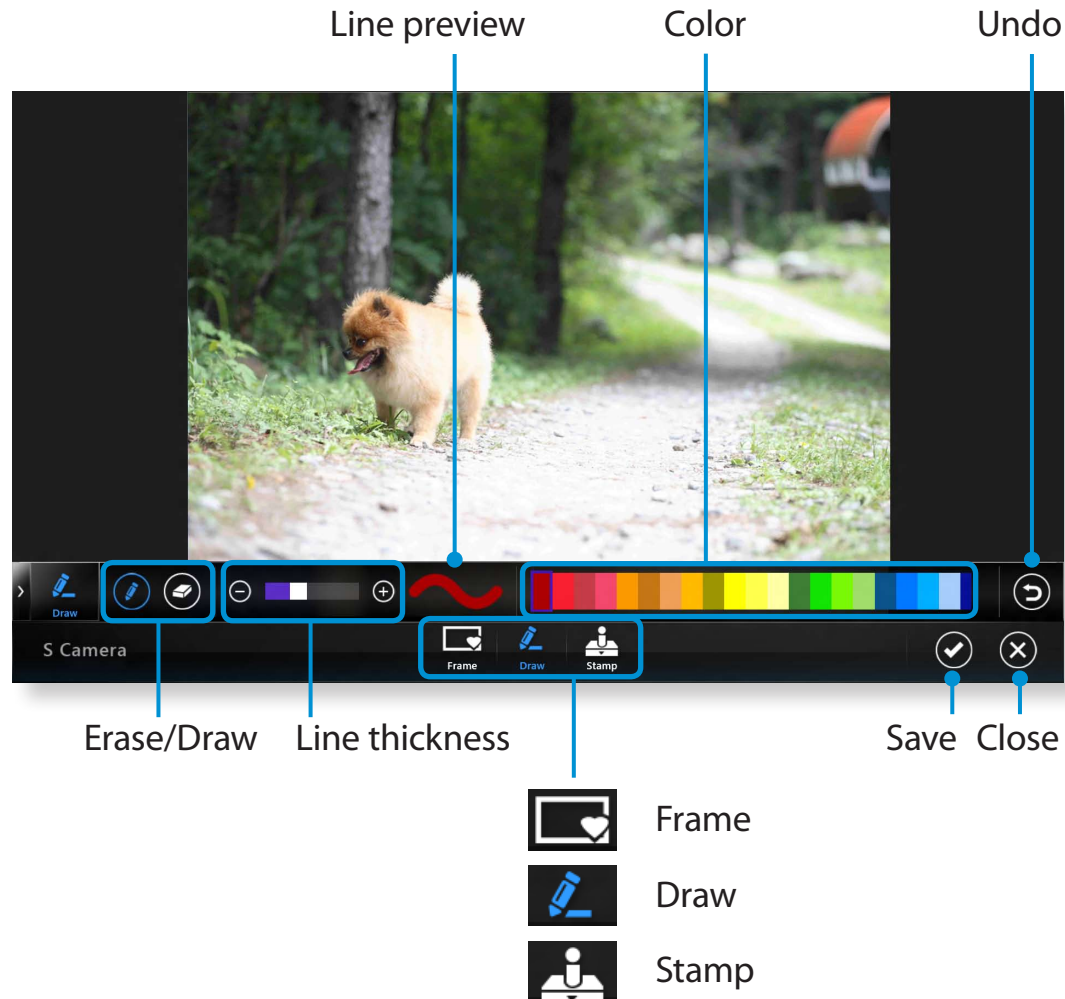 Line preview
Color
Undo
Draw
S Camera
Frame
Draw
Stamp
Erase/Draw
Line thickness
Save
Close
Frame
Draw
Stamp